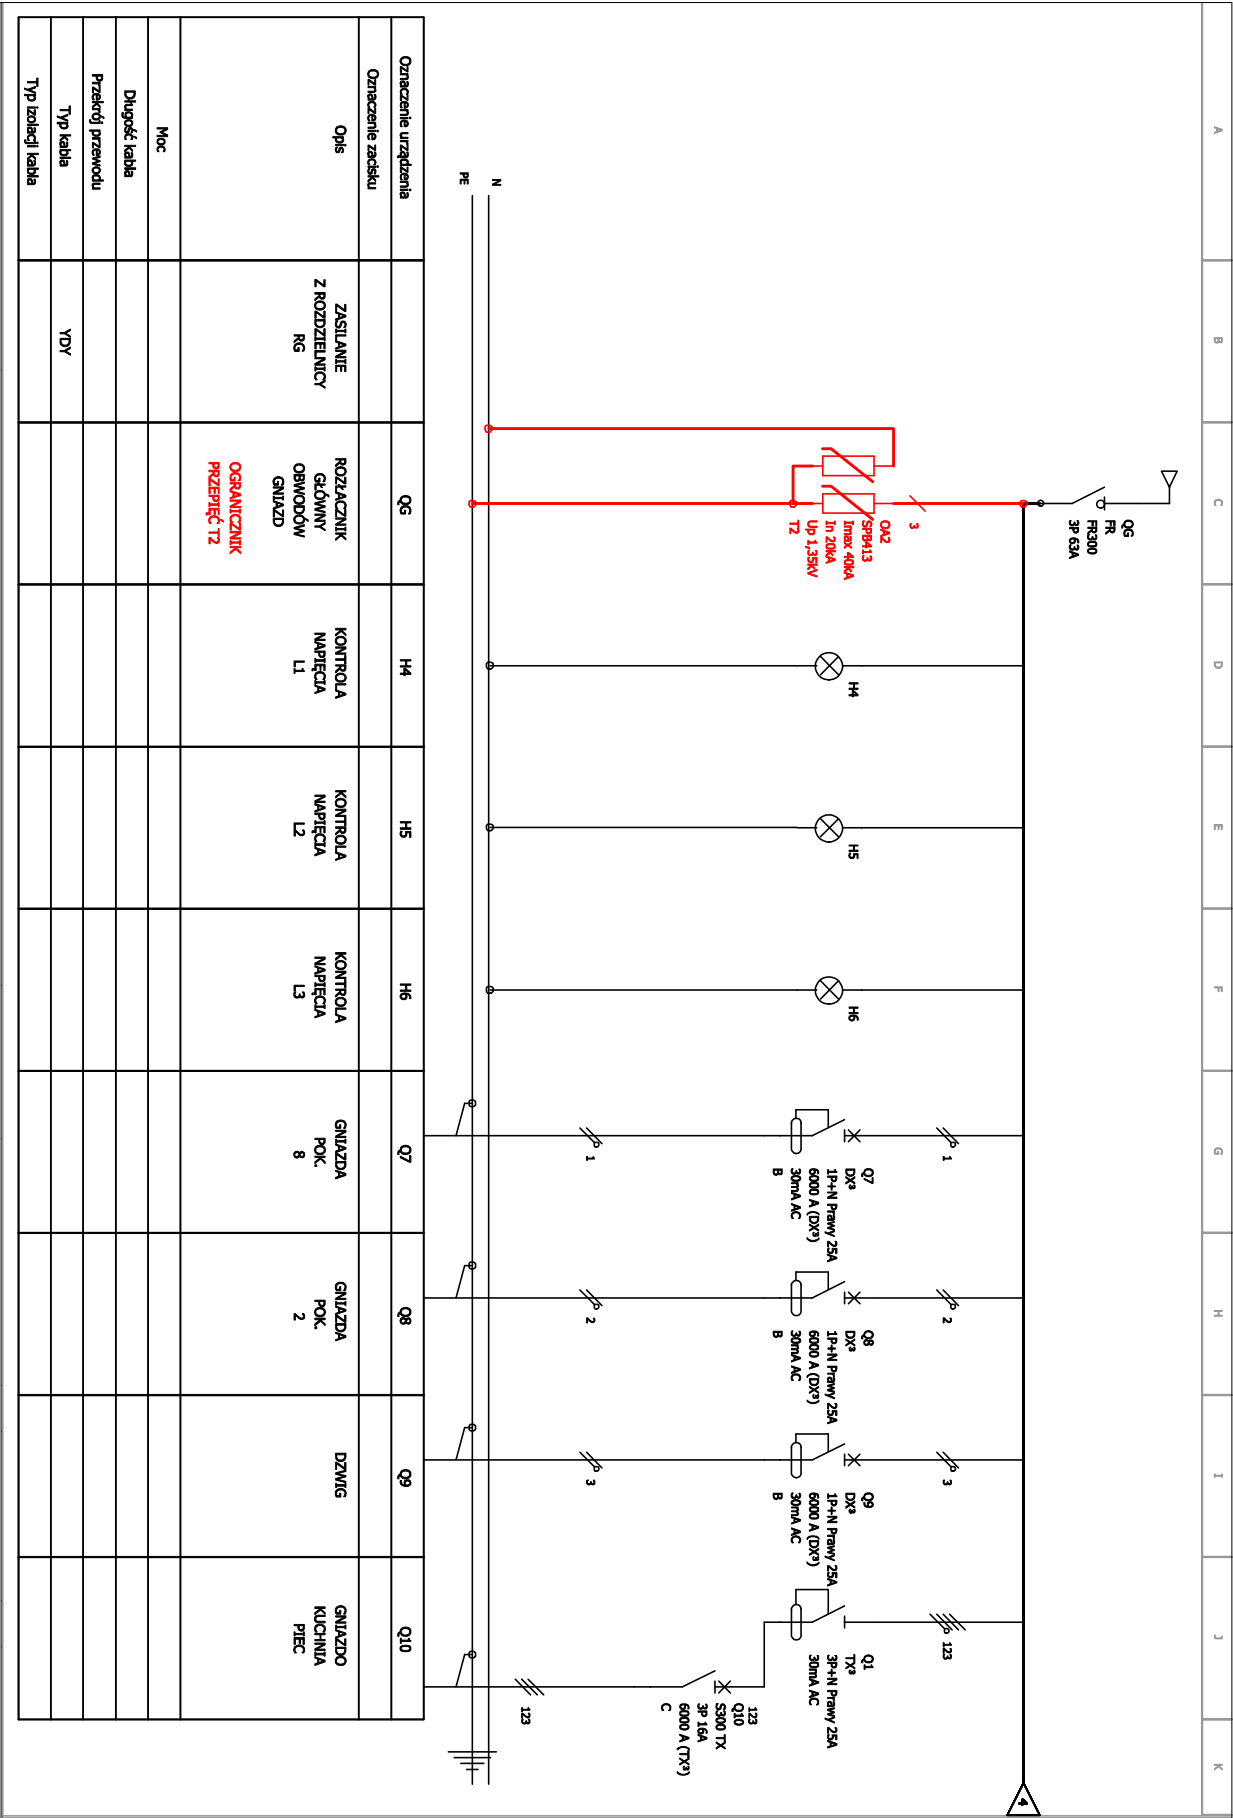 A
B
C
D
E
F
G
H
I
J
K
QG
FR
FR300
3P 63A
3
OA2
SPB413
Imax 40kA
In 20kA
Up 1,35kV
T2
H4
H5
H6
1
Q7
DX³
1P+N Prawy 25A
6000 A (DX³)
30mA AC
B
1
2
Q8
DX³
1P+N Prawy 25A
6000 A (DX³)
30mA AC
B
2
3
Q9
DX³
1P+N Prawy 25A
6000 A (DX³)
30mA AC
B
3
123
Q1
TX³
3P+N Prawy 25A
30mA AC
123
Q10
S300 TX
3P 16A
6000 A (TX³)
C
123
4
N
PE
Oznaczenie urządzenia
QG
H4
H5
H6
Q7
Q8
Q9
Q10
Oznaczenie zacisku
Opis
ZASILANIE
Z ROZDZIELNICY
RG
ROZŁĄCZNIK
GŁÓWNY
OBWODÓW
GNIAZD
OGRANICZNIK
PRZEPIĘĆ T2
KONTROLA
NAPIĘCIA
L1
KONTROLA
NAPIĘCIA
L2
KONTROLA
NAPIĘCIA
L3
GNIAZDA
POK.
8
GNIAZDA
POK.
2
DZWIG
GNIAZDO
KUCHNIA
PIEC
Moc
Długość kabla
Przekrój przewodu
Typ kabla
YDY
Typ izolacji kabla